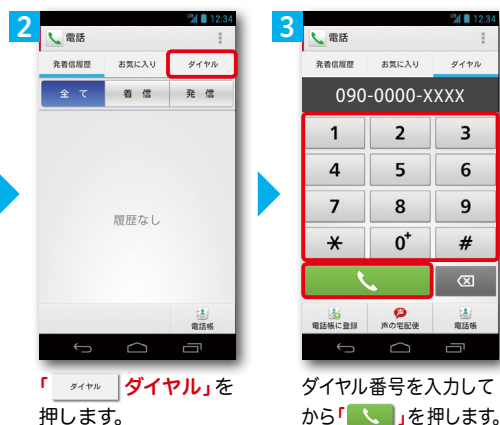 2
12:34
電話
発着信履歴 お気に入り ダイヤル
全て 着信 発信
履歴なし
電話帳
「 ダイヤル ダイヤル」を
押します。
3
12:34
電話
発着信履歴 お気に入り ダイヤル
090-0000-XXXX
1 2 3
4 5 6
7 8 9
* 0+ #
電話帳に登録 声の宅配便 電話帳
ダイヤル番号を入力して
から「 」を押します。